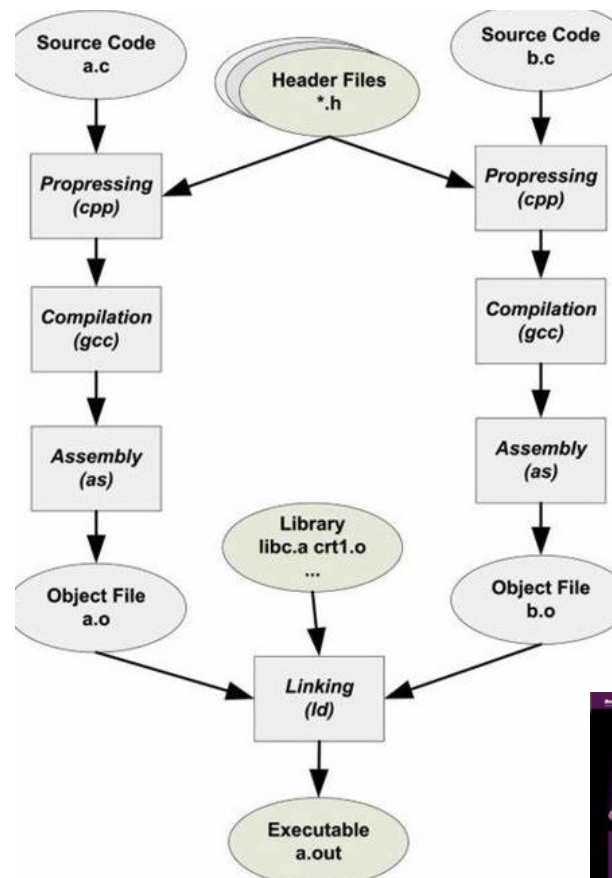 Source Code
a.c
Header Files
*.h
Source Code
b.c
Propressing
(cpp)
Propressing
(cpp)
Compilation
(gcc)
Compilation
(gcc)
Assembly
(as)
Assembly
(as)
Library
libc.a crt1.o
...
Object File
a.o
Object File
b.o
Linking
(ld)
Executable
a.out